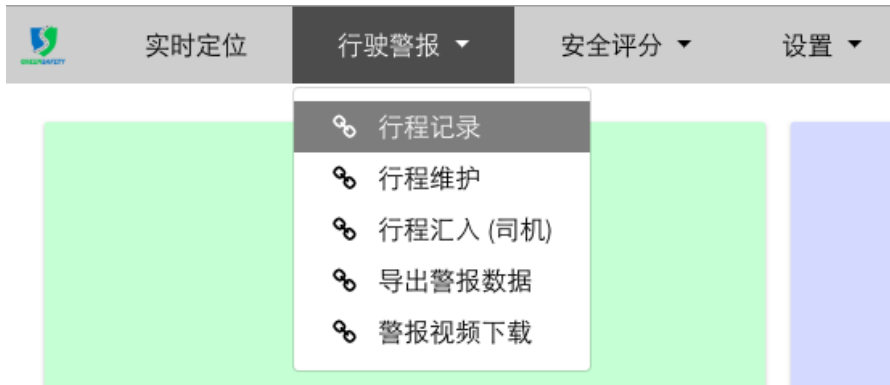 实时定位 行驶警报 安全评分 设置
行程记录
行程维护
行程汇入 (司机)
导出警报数据
警报视频下载